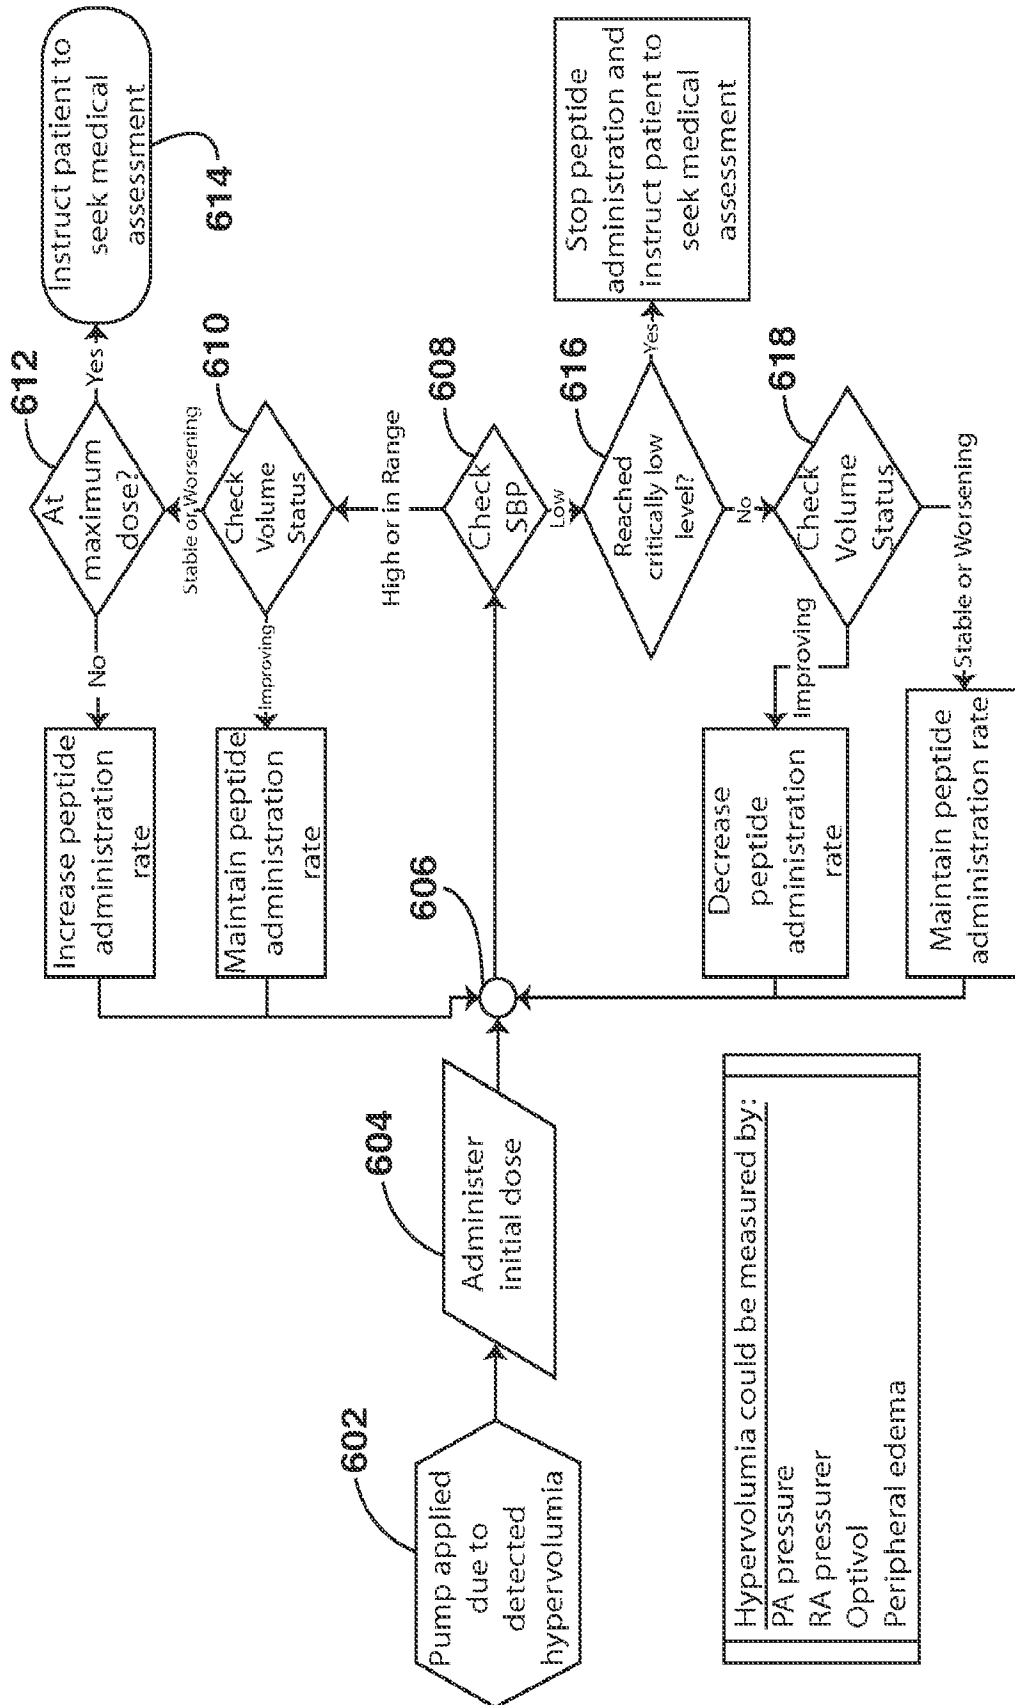 602
Pump applied
due to
detected
hypervolumia
604
Administer
initial dose
606
608
Check
SBP
High or in Range
610
Check
Volume
Status
Improving
Maintain peptide
administration
rate
Stable or Worsening
612
At
maximum
dose?
No
Increase peptide
administration
rate
Yes
Instruct patient to
seek medical
assessment
614
Low
616
Reached
critically low
level?
Yes
Stop peptide
administration and
instruct patient to
seek medical
assessment
No
618
Check
Volume
Status
Improving
Decrease
peptide
administration
rate
Stable or Worsening
Maintain peptide
administration rate
Hypervolumia could be measured by:
PA pressure
RA pressurer
Optivol
Peripheral edema